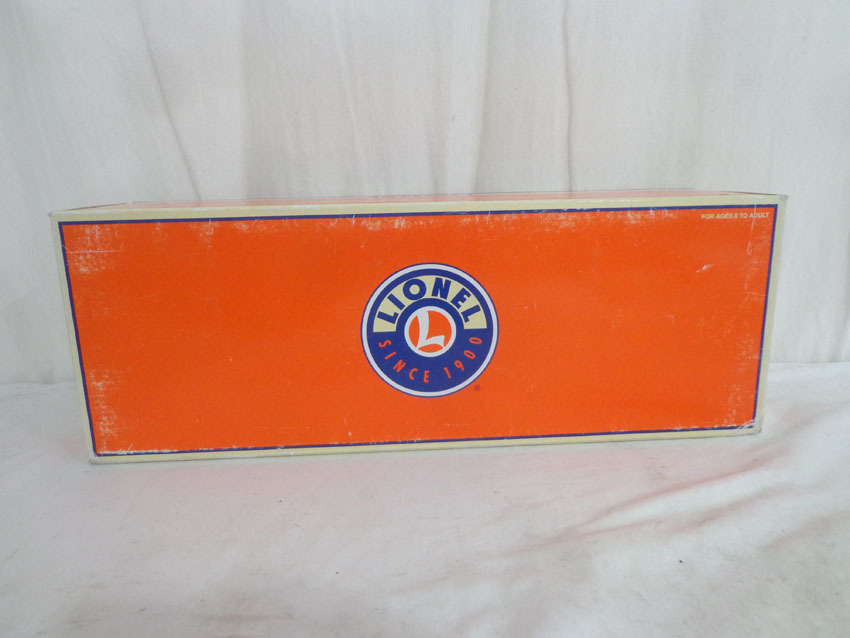 FOR AGES 8 TO ADULT
LIONEL
L
SINCE 1900
®